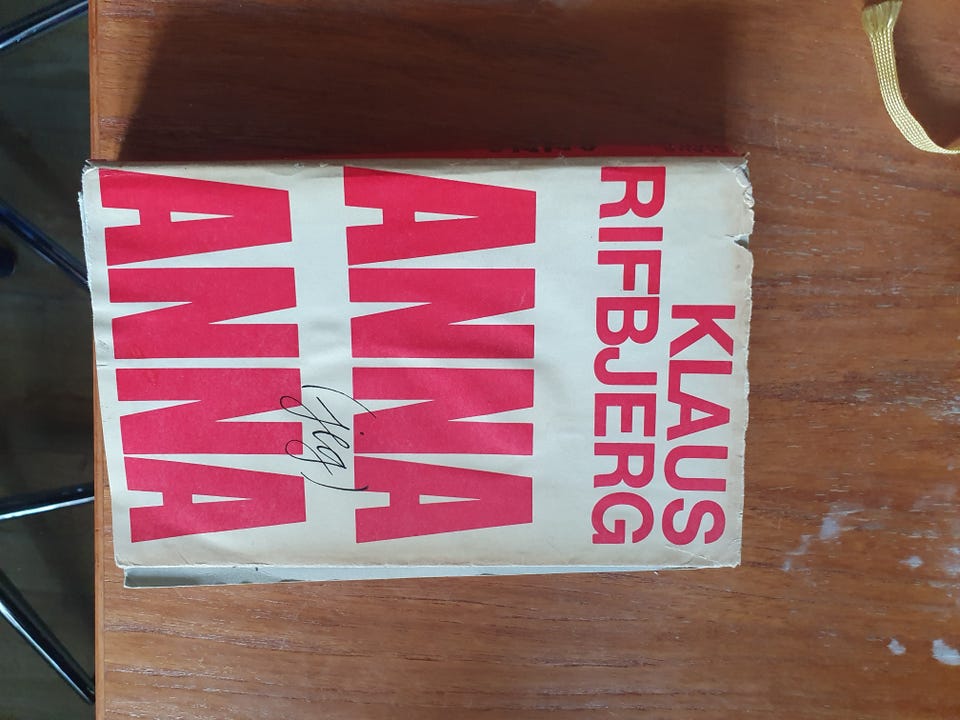 KLAUS
RIFBJERG
ANNA
(jeg)
ANNA